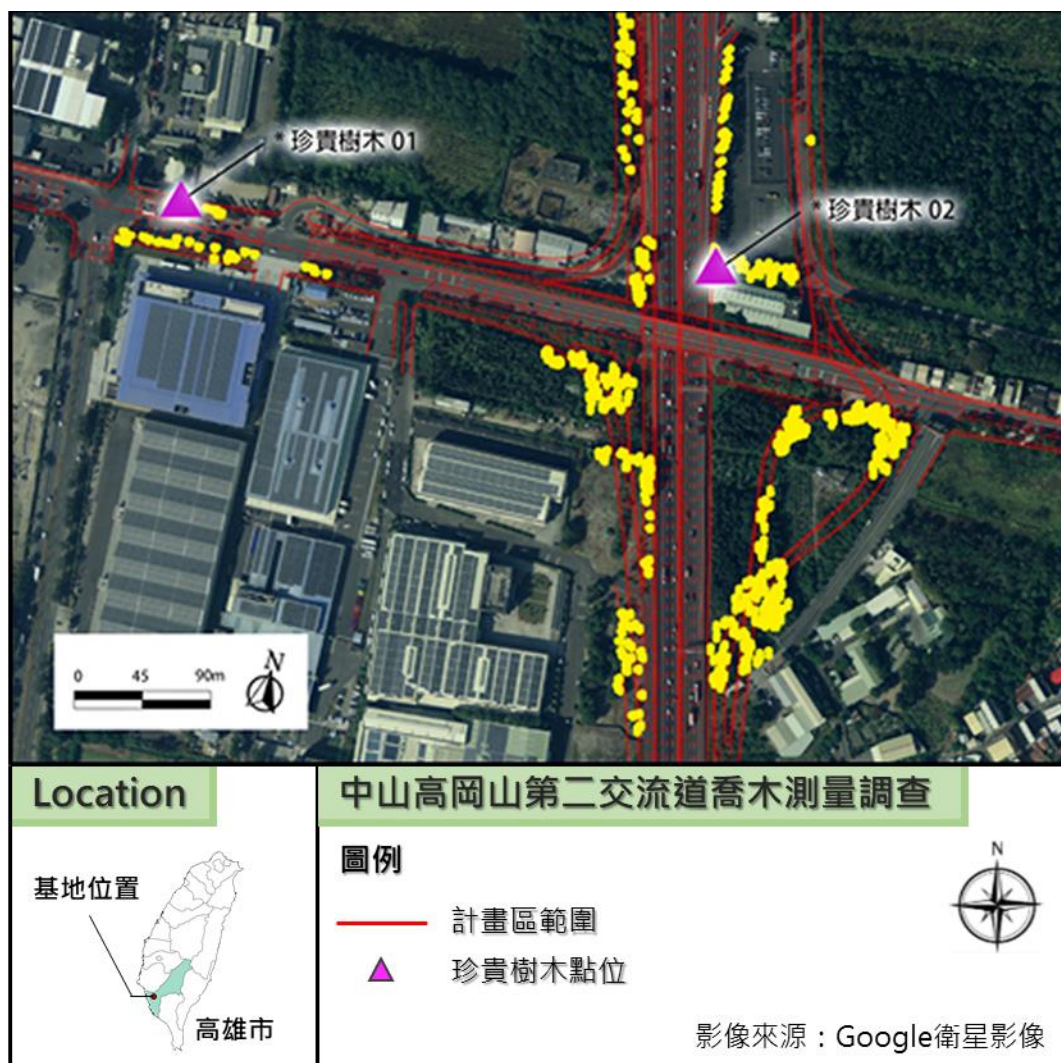 * 珍貴樹木 01
* 珍貴樹木 02
N
0 45 90m
Location
基地位置
高雄市
中山高岡山第二交流道喬木測量調查
圖例
計畫區範圍
珍貴樹木點位
N
影像來源：Google衛星影像